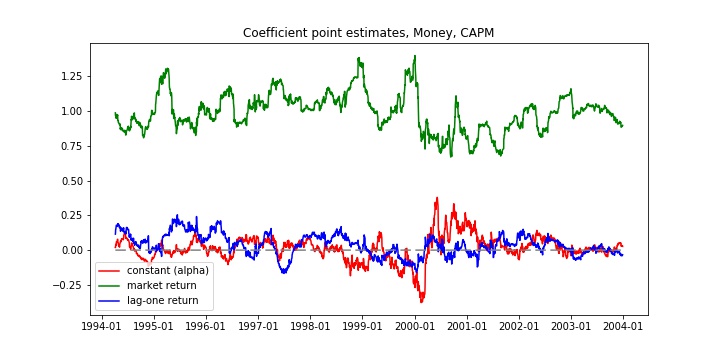 Coefficient point estimates, Money, CAPM
1.25
1.00
0.75
0.50
0.25
0.00
−0.25
constant (alpha)
market return
lag-one return
1994-01 1995-01 1996-01 1997-01 1998-01 1999-01 2000-01 2001-01 2002-01 2003-01 2004-01